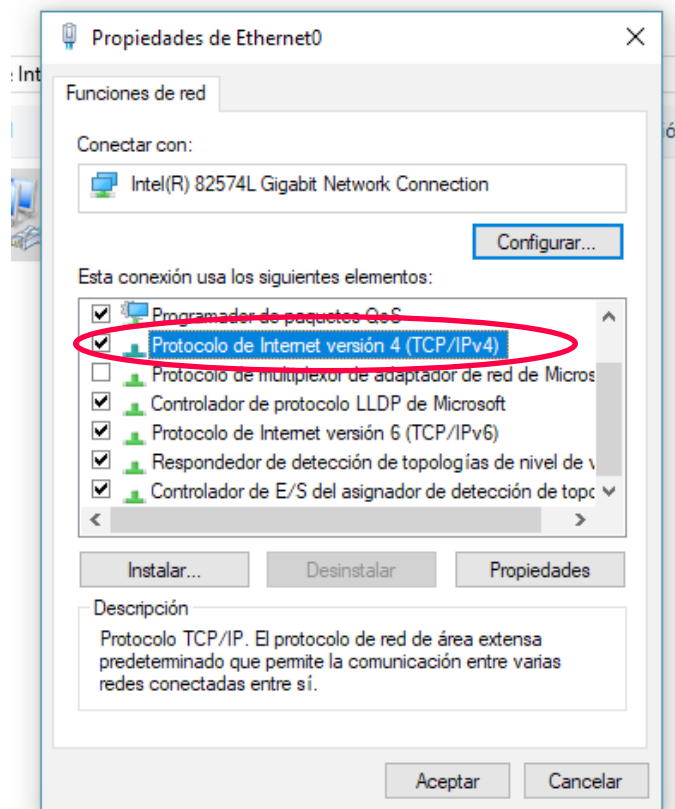 Propiedades de Ethernet0
: Int
Funciones de red
Conectar con:
Intel(R) 82574L Gigabit Network Connection
Configurar...
Esta conexión usa los siguientes elementos:
Programador de paquetes QoS
Protocolo de Internet versión 4 (TCP/IPv4)
Protocolo de multiplexor de adaptador de red de Micros
Controlador de protocolo LLDP de Microsoft
Protocolo de Internet versión 6 (TCP/IPv6)
Respondedor de detección de topologías de nivel de v
Controlador de E/S del asignador de detección de topo
Instalar...
Desinstalar
Propiedades
Descripción
Protocolo TCP/IP. El protocolo de red de área extensa
predeterminado que permite la comunicación entre varias
redes conectadas entre sí.
Aceptar
Cancelar